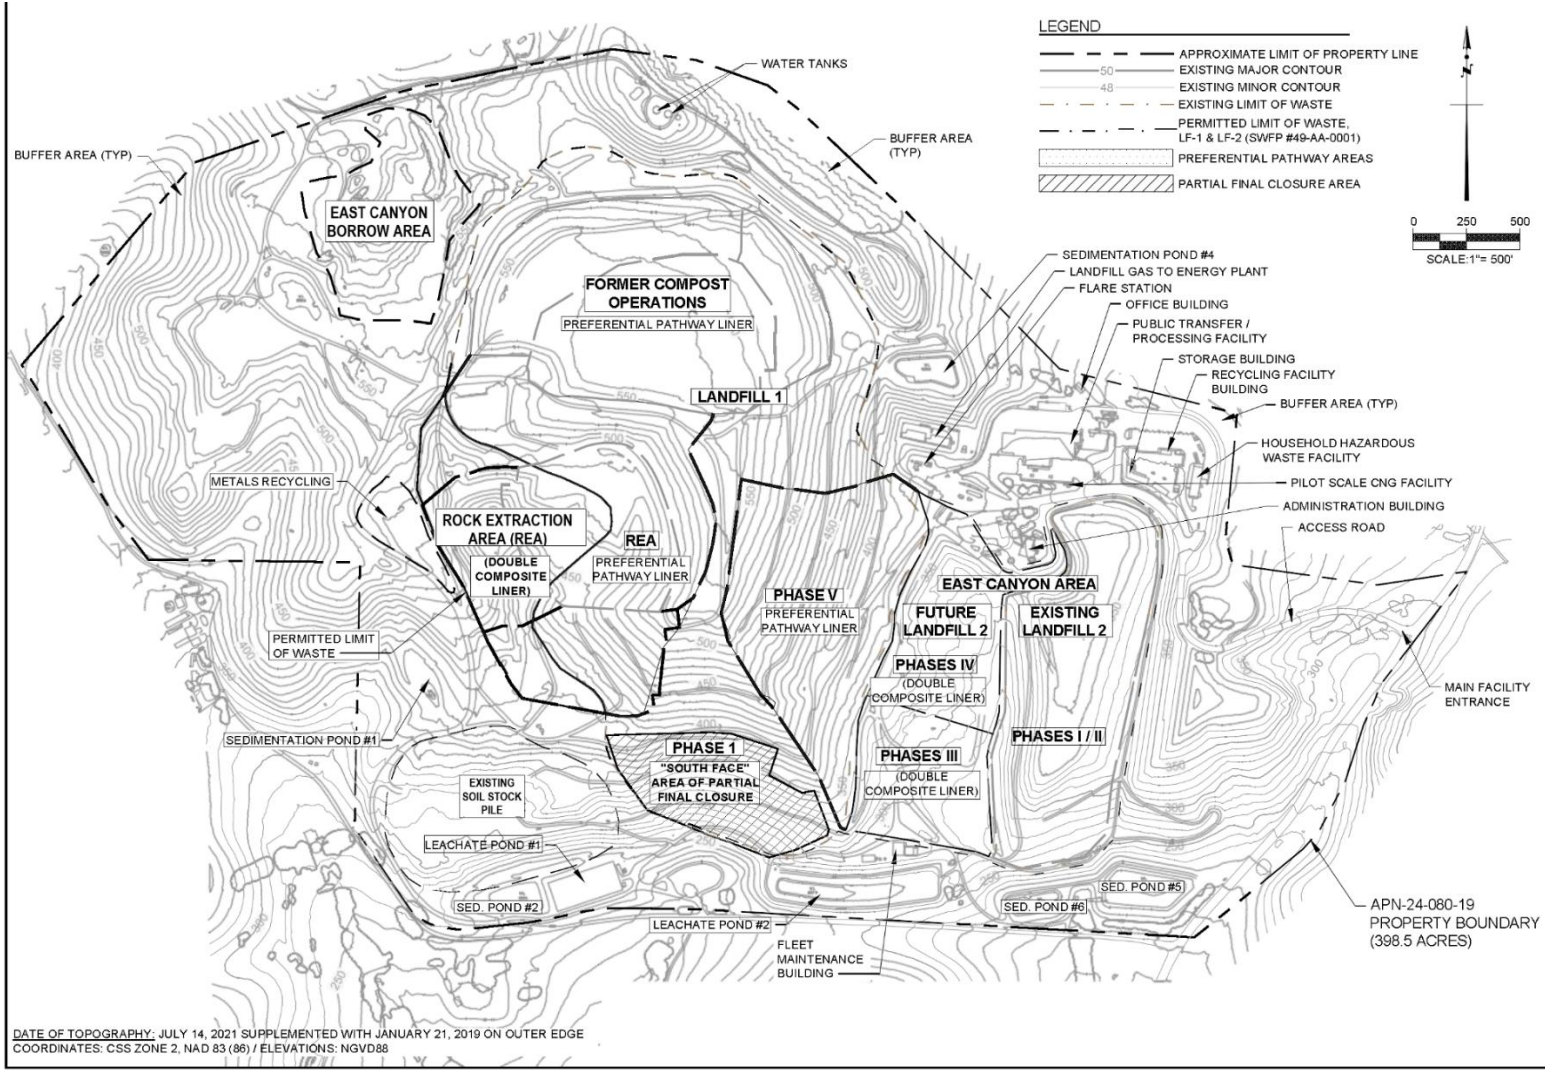 LEGEND
APPROXIMATE LIMIT OF PROPERTY LINE
50
EXISTING MAJOR CONTOUR
48
EXISTING MINOR CONTOUR
EXISTING LIMIT OF WASTE
PERMITTED LIMIT OF WASTE,
LF-1 & LF-2 (SWFP #49-AA-0001)
PREFERENTIAL PATHWAY AREAS
PARTIAL FINAL CLOSURE AREA
N
0 250 500
SCALE:1"= 500'
WATER TANKS
BUFFER AREA (TYP)
BUFFER AREA
(TYP)
EAST CANYON
BORROW AREA
FORMER COMPOST
OPERATIONS
PREFERENTIAL PATHWAY LINER
LANDFILL 1
SEDIMENTATION POND #4
LANDFILL GAS TO ENERGY PLANT
FLARE STATION
OFFICE BUILDING
PUBLIC TRANSFER /
PROCESSING FACILITY
STORAGE BUILDING
RECYCLING FACILITY
BUILDING
BUFFER AREA (TYP)
HOUSEHOLD HAZARDOUS
WASTE FACILITY
PILOT SCALE CNG FACILITY
ADMINISTRATION BUILDING
ACCESS ROAD
METALS RECYCLING
ROCK EXTRACTION
AREA (REA)
(DOUBLE
COMPOSITE
LINER)
REA
PREFERENTIAL
PATHWAY LINER
PHASE V
PREFERENTIAL
PATHWAY LINER
EAST CANYON AREA
FUTURE
LANDFILL 2
EXISTING
LANDFILL 2
PERMITTED LIMIT
OF WASTE
PHASES IV
(DOUBLE
COMPOSITE LINER)
MAIN FACILITY
ENTRANCE
SEDIMENTATION POND #1
PHASE 1
"SOUTH FACE"
AREA OF PARTIAL
FINAL CLOSURE
PHASES III
(DOUBLE
COMPOSITE LINER)
PHASES I / II
EXISTING
SOIL STOCK
PILE
LEACHATE POND #1
SED. POND #2
LEACHATE POND #2
FLEET
MAINTENANCE
BUILDING
SED. POND #5
SED. POND #6
APN-24-080-19
PROPERTY BOUNDARY
(398.5 ACRES)
DATE OF TOPOGRAPHY: JULY 14, 2021 SUPPLEMENTED WITH JANUARY 21, 2019 ON OUTER EDGE
COORDINATES: CSS ZONE 2, NAD 83 (86) / ELEVATIONS: NGVD88